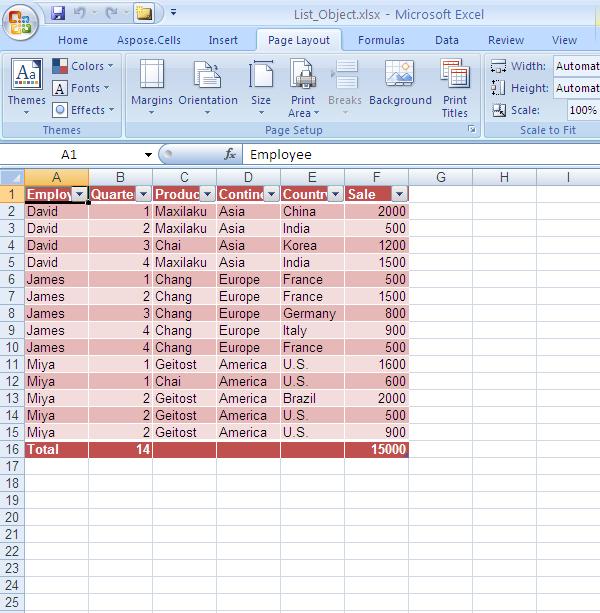 List_Object.xlsx - Microsoft Excel
Home Aspose.Cells Insert Page Layout Formulas Data Review View
Aa Themes Colors Fonts Effects Margins Orientation Size Print Area Breaks Background Print Titles Width: Automat Height: Automat Scale: 100%
Themes Page Setup Scale to Fit
A1 fx Employee
A B C D E F G H I
1 Employ Quarte Produc Contine Countr Sale
2 David 1 Maxilaku Asia China 2000
3 David 2 Maxilaku Asia India 500
4 David 3 Chai Asia Korea 1200
5 David 4 Maxilaku Asia India 1500
6 James 1 Chang Europe France 500
7 James 2 Chang Europe France 1500
8 James 3 Chang Europe Germany 800
9 James 4 Chang Europe Italy 900
10 James 4 Chang Europe France 500
11 Miya 1 Geitost America U.S. 1600
12 Miya 1 Chai America U.S. 600
13 Miya 2 Geitost America Brazil 2000
14 Miya 2 Geitost America U.S. 500
15 Miya 2 Geitost America U.S. 900
16 Total 14 15000
17
18
19
20
21
22
23
24
25